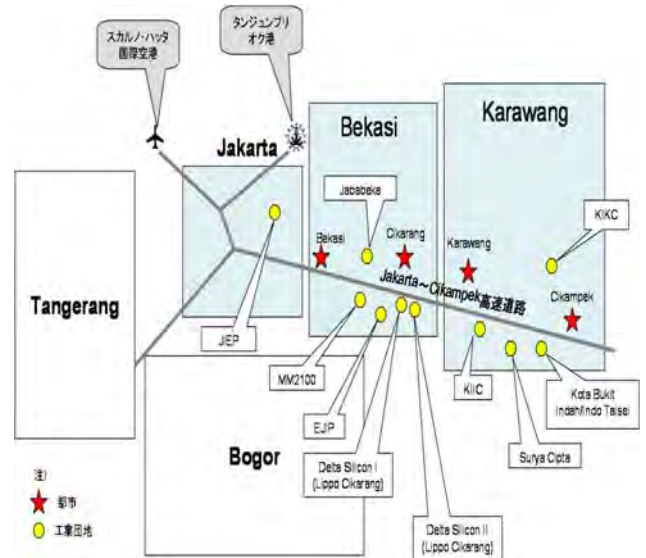 スカルノ・ハッタ
国際空港
タンジュンプリ
オク港
Jakarta
Bekasi
Karawang
Jababeka
KIKC
Bekasi
Cikarang
Karawang
Cikampek
Jakarta～Cikampek高速道路
Tangerang
JIEP
MM2100
EJIP
KIIC
Kota Bukit
Indah/Indo Taisei
Surya Cipta
Bogor
Delta Silicon I
(Lippo Cikarang)
Delta Silicon II
(Lippo Cikarang)
注)
都市
工業団地